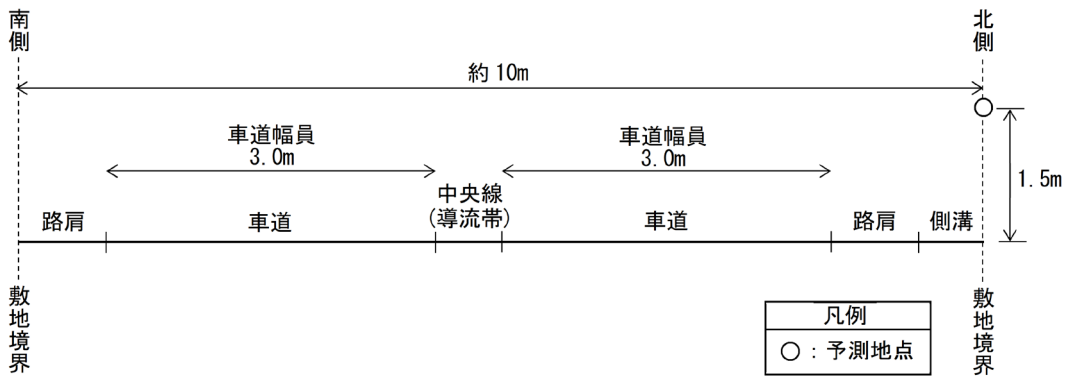 南側
北側
約10m
車道幅員
3.0m
車道幅員
3.0m
1.5m
路肩
車道
中央線
(導流帯)
車道
路肩
側溝
敷地境界
敷地境界
凡例
○：予測地点